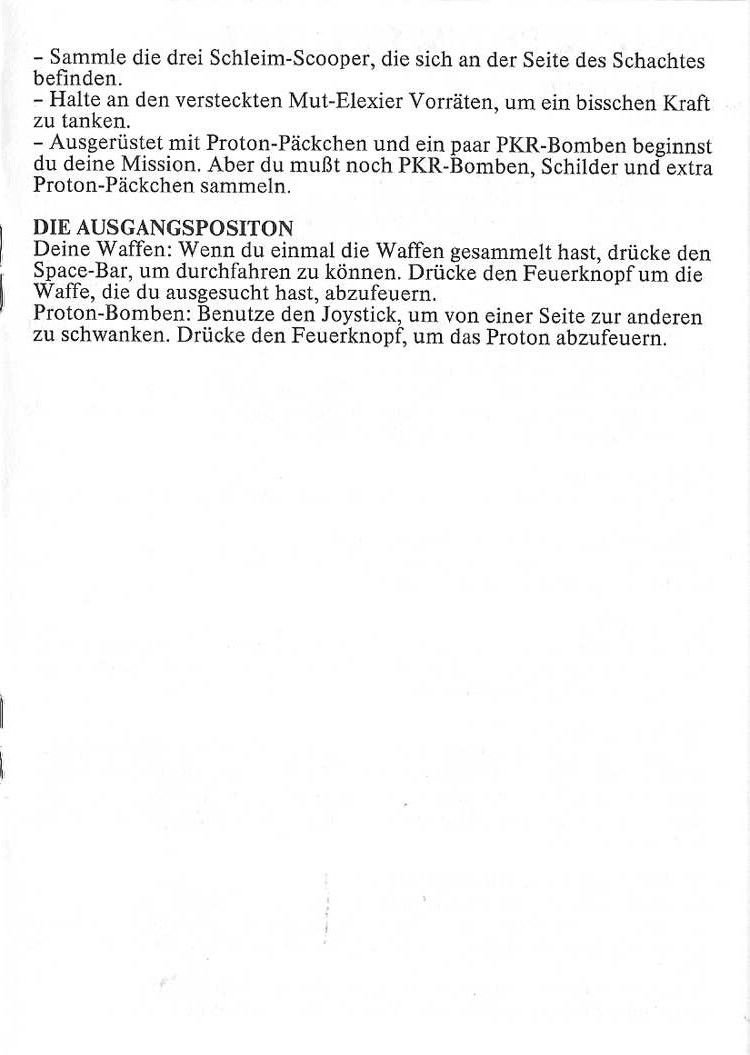 – Sammle die drei Schleim-Scooper, die sich an der Seite des Schachtes
befinden.
– Halte an den versteckten Mut-Elexier Vorräten, um ein bisschen Kraft
zu tanken.
– Ausgerüstet mit Proton-Päckchen und ein paar PKR-Bomben beginnst
du deine Mission. Aber du mußt noch PKR-Bomben, Schilder und extra
Proton-Päckchen sammeln.
DIE AUSGANGSPOSITON
Deine Waffen: Wenn du einmal die Waffen gesammelt hast, drücke den
Space-Bar, um durchfahren zu können. Drücke den Feuerknopf um die
Waffe, die du ausgesucht hast, abzufeuern.
Proton-Bomben: Benutze den Joystick, um von einer Seite zur anderen
zu schwanken. Drücke den Feuerknopf, um das Proton abzufeuern.